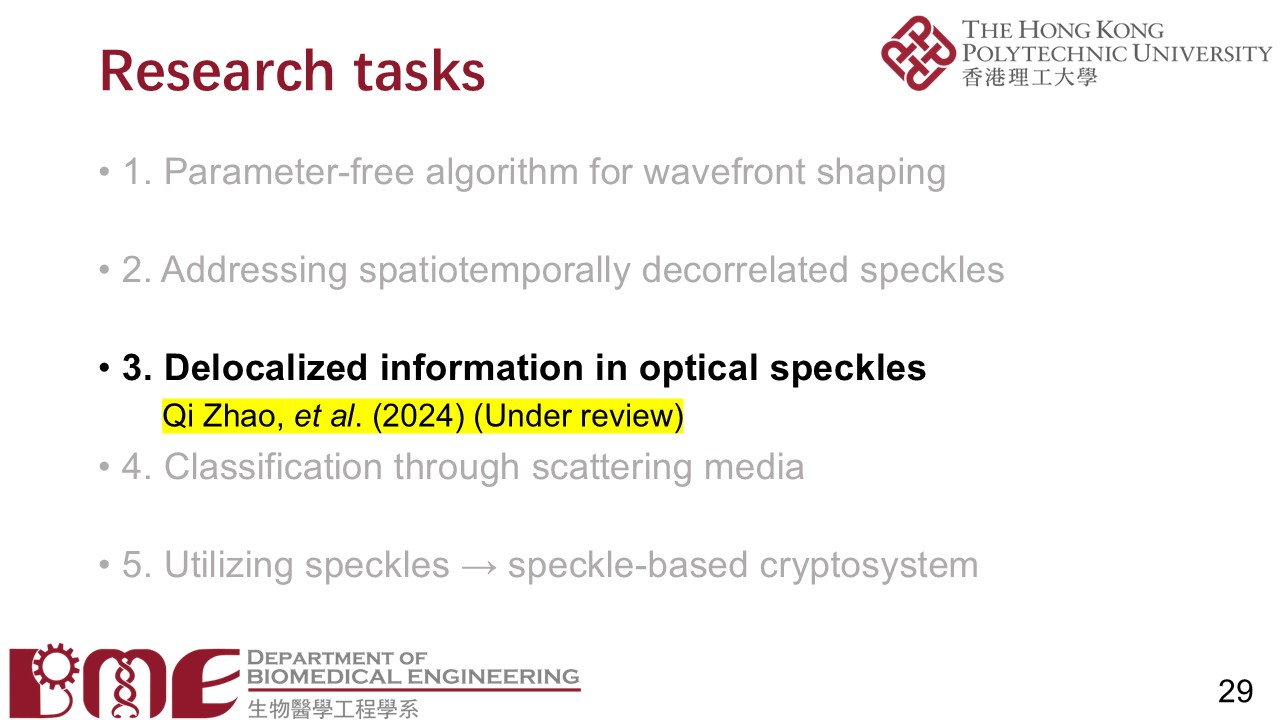 Research tasks
THE HONG KONG
POLYTECHNIC UNIVERSITY
香港理工大學
• 1. Parameter-free algorithm for wavefront shaping
• 2. Addressing spatiotemporally decorrelated speckles
• 3. Delocalized information in optical speckles
Qi Zhao, et al. (2024) (Under review)
• 4. Classification through scattering media
• 5. Utilizing speckles → speckle-based cryptosystem
BME
DEPARTMENT OF
BIOMEDICAL ENGINEERING
生物醫學工程學系
29